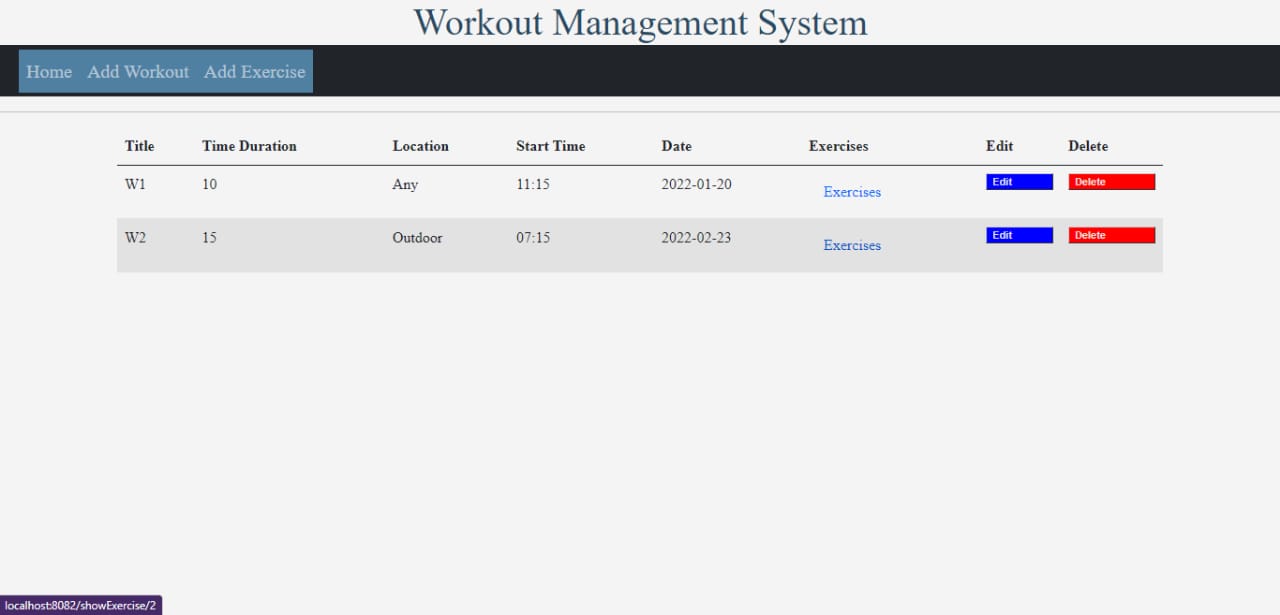 Workout Management System
Home Add Workout Add Exercise
Title Time Duration Location Start Time Date Exercises Edit Delete
W1 10 Any 11:15 2022-01-20 Exercises Edit Delete
W2 15 Outdoor 07:15 2022-02-23 Exercises Edit Delete
localhost:8082/showExercise/2